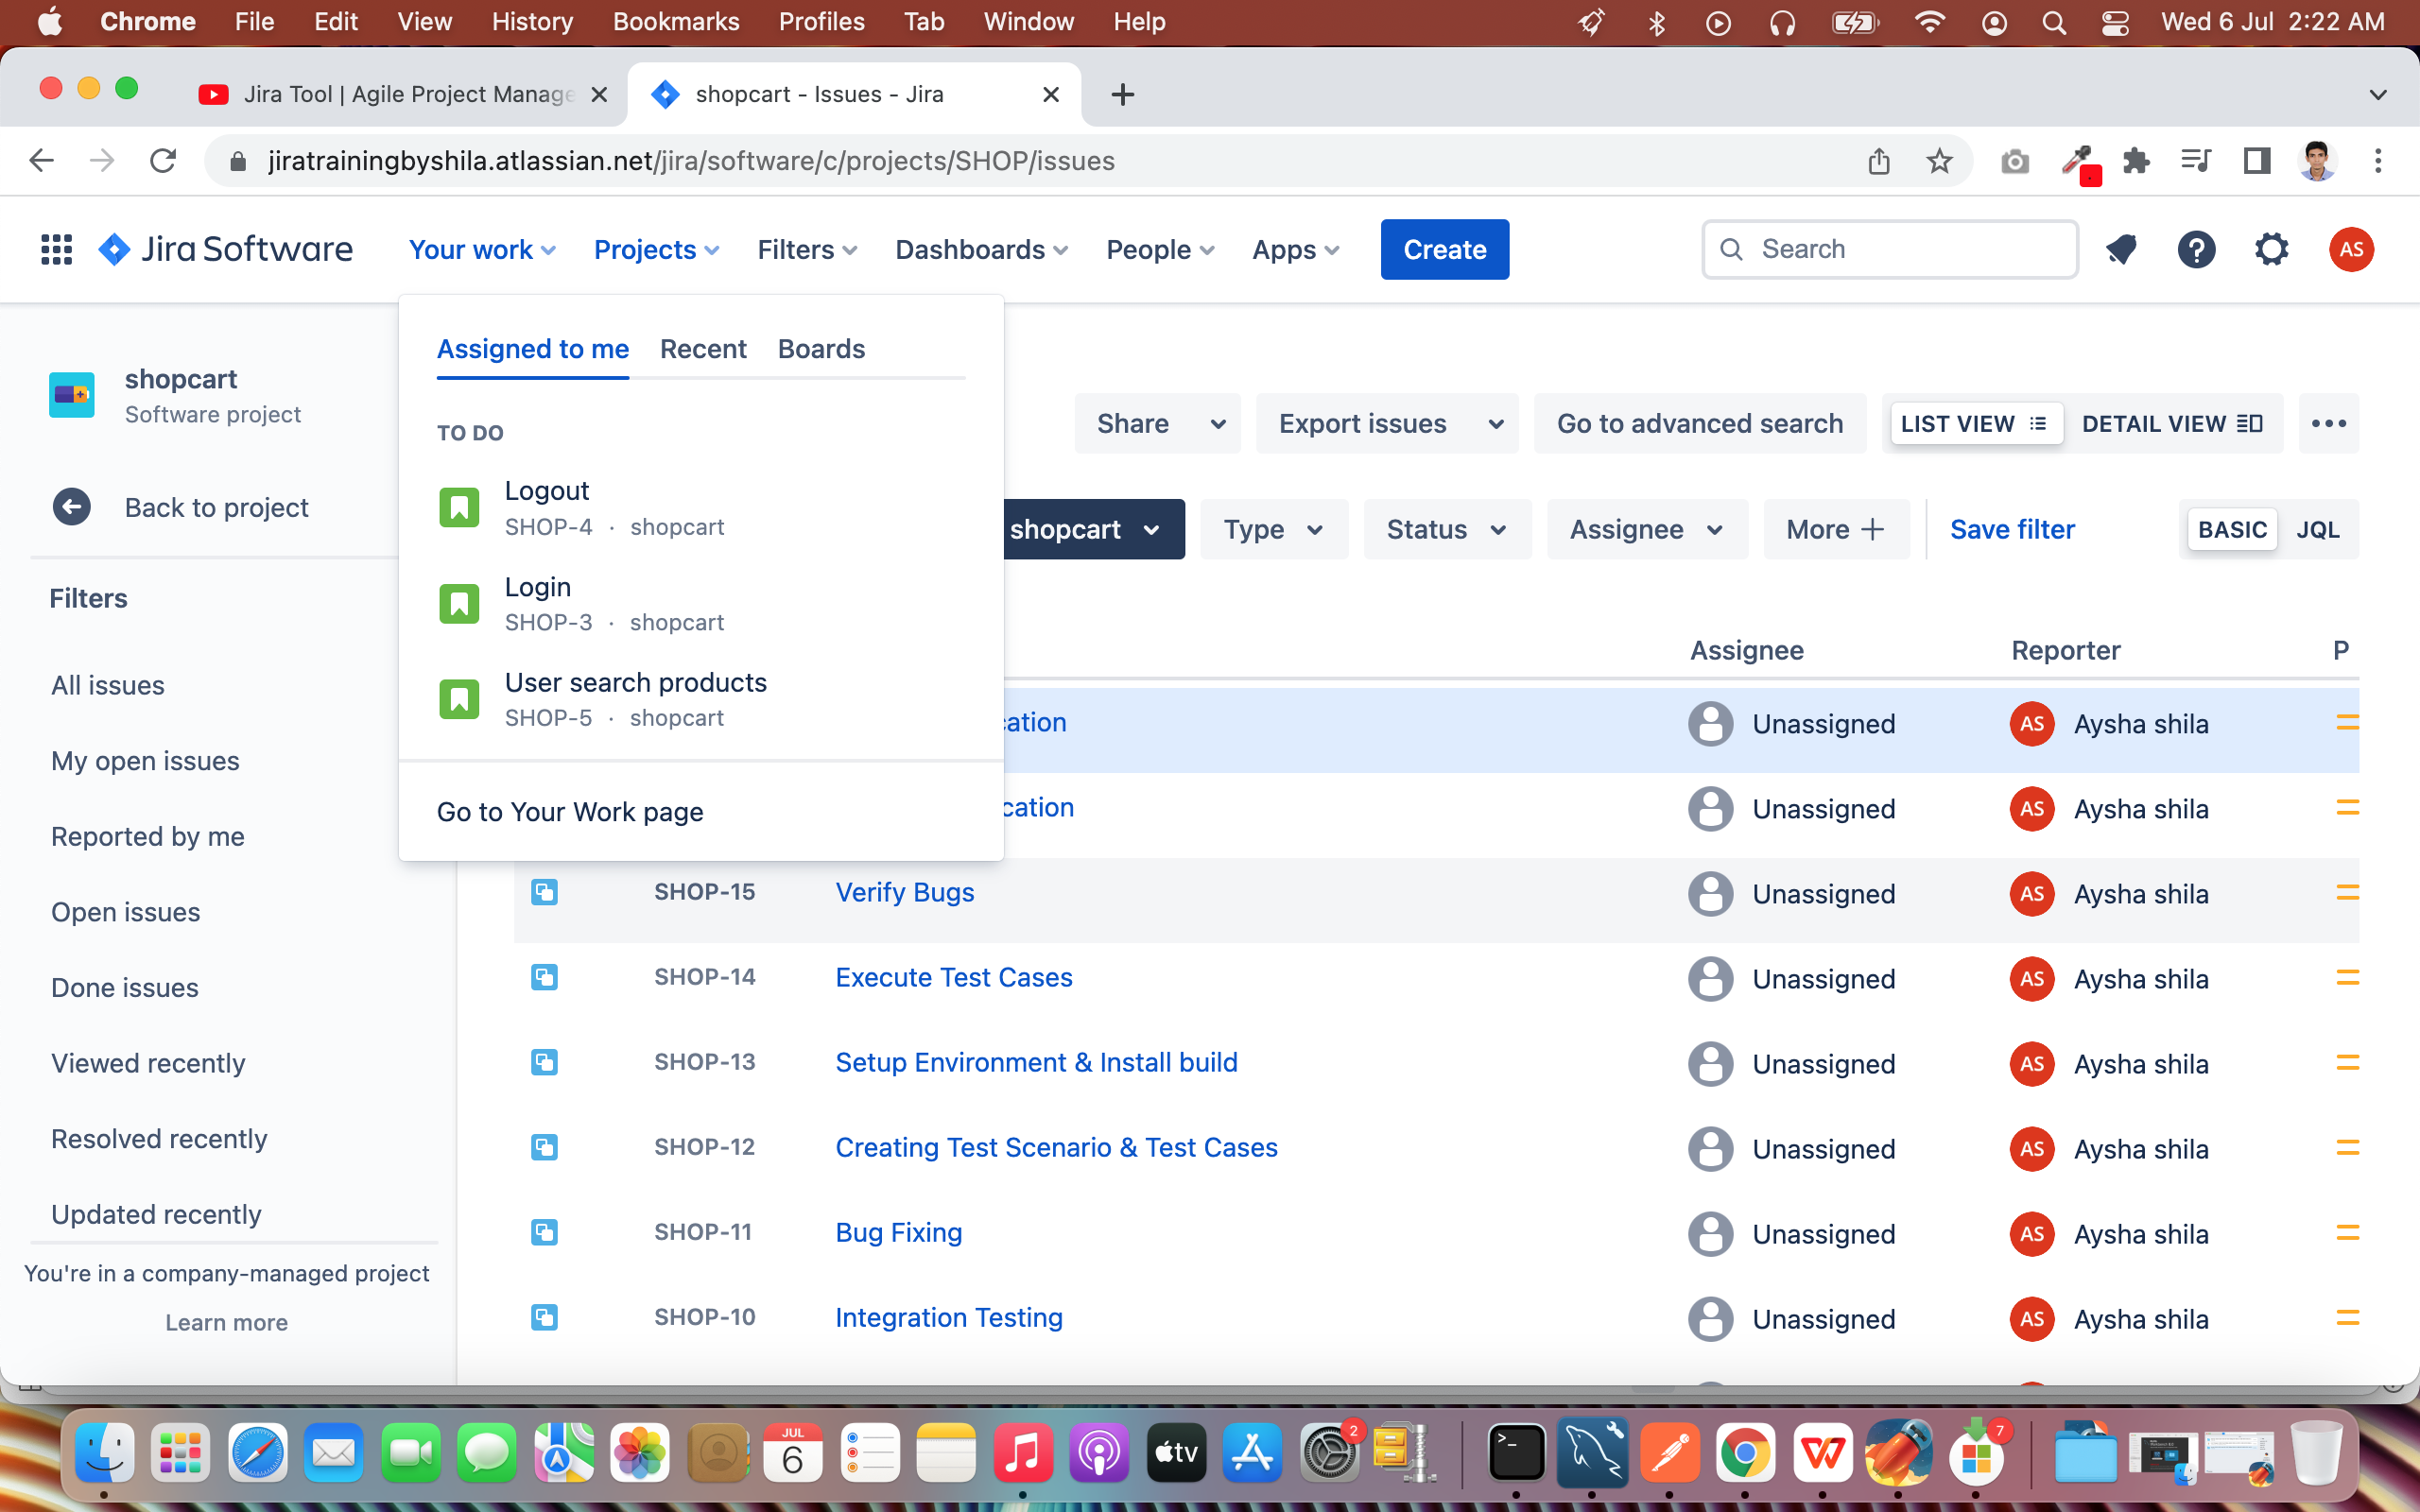 Chrome File Edit View History Bookmarks Profiles Tab Window Help Wed 6 Jul 2:22 AM
Jira Tool | Agile Project Manage
shopcart - Issues - Jira
jiratrainingbyshila.atlassian.net/jira/software/c/projects/SHOP/issues
Jira Software Your work Projects Filters Dashboards People Apps Create Search AS
shopcart
Software project
Back to project
Filters
All issues
My open issues
Reported by me
Open issues
Done issues
Viewed recently
Resolved recently
Updated recently
You're in a company-managed project
Learn more
Assigned to me Recent Boards
TO DO
Logout
SHOP-4 · shopcart
Login
SHOP-3 · shopcart
User search products
SHOP-5 · shopcart
Go to Your Work page
Share Export issues Go to advanced search LIST VIEW DETAIL VIEW
shopcart Type Status Assignee More Save filter BASIC JQL
Assignee Reporter P
cation Unassigned AS Aysha shila
cation Unassigned AS Aysha shila
SHOP-15 Verify Bugs Unassigned AS Aysha shila
SHOP-14 Execute Test Cases Unassigned AS Aysha shila
SHOP-13 Setup Environment & Install build Unassigned AS Aysha shila
SHOP-12 Creating Test Scenario & Test Cases Unassigned AS Aysha shila
SHOP-11 Bug Fixing Unassigned AS Aysha shila
SHOP-10 Integration Testing Unassigned AS Aysha shila
JUL
6
tv
2
7